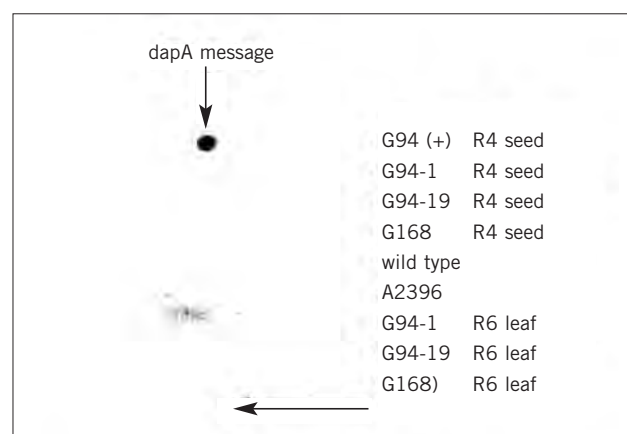 dapA message
G94 (+) R4 seed
G94-1 R4 seed
G94-19 R4 seed
G168 R4 seed
wild type
A2396
G94-1 R6 leaf
G94-19 R6 leaf
G168) R6 leaf